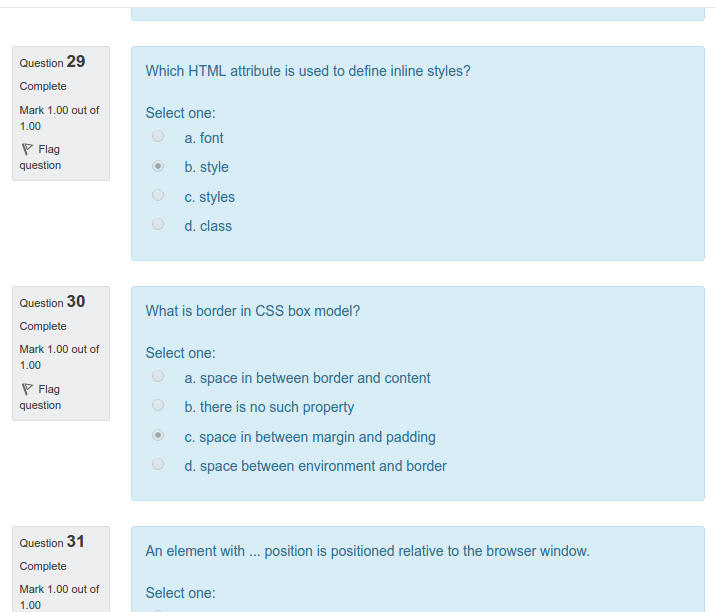 Question 29
Complete
Mark 1.00 out of
1.00
Flag
question
Which HTML attribute is used to define inline styles?
Select one:
a. font
b. style
c. styles
d. class
Question 30
Complete
Mark 1.00 out of
1.00
Flag
question
What is border in CSS box model?
Select one:
a. space in between border and content
b. there is no such property
c. space in between margin and padding
d. space between environment and border
Question 31
Complete
Mark 1.00 out of
1.00
An element with ... position is positioned relative to the browser window.
Select one: